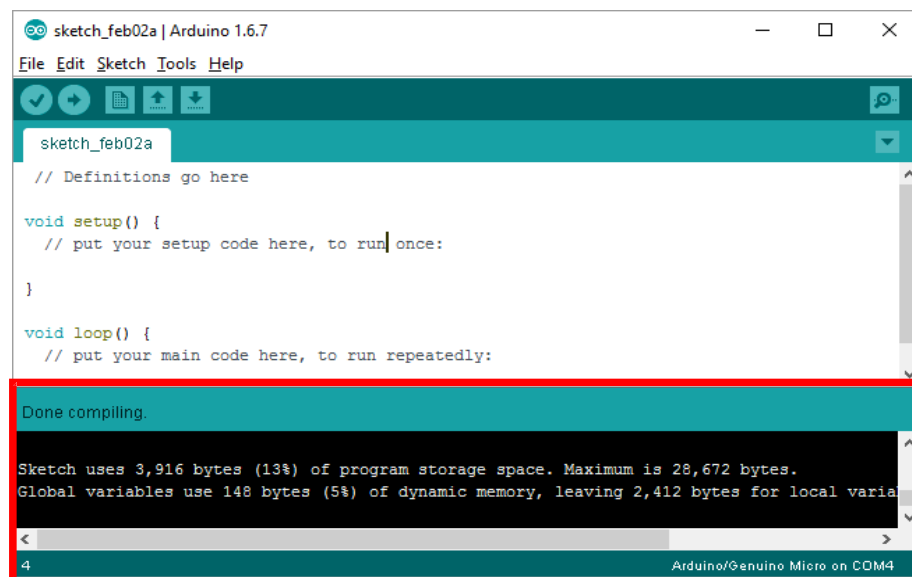 sketch_feb02a | Arduino 1.6.7
File Edit Sketch Tools Help
sketch_feb02a
// Definitions go here
void setup() {
// put your setup code here, to run once:
}
void loop() {
// put your main code here, to run repeatedly:
Done compiling.
Sketch uses 3,916 bytes (13%) of program storage space. Maximum is 28,672 bytes.
Global variables use 148 bytes (5%) of dynamic memory, leaving 2,412 bytes for local varia
4 Arduino/Genuino Micro on COM4